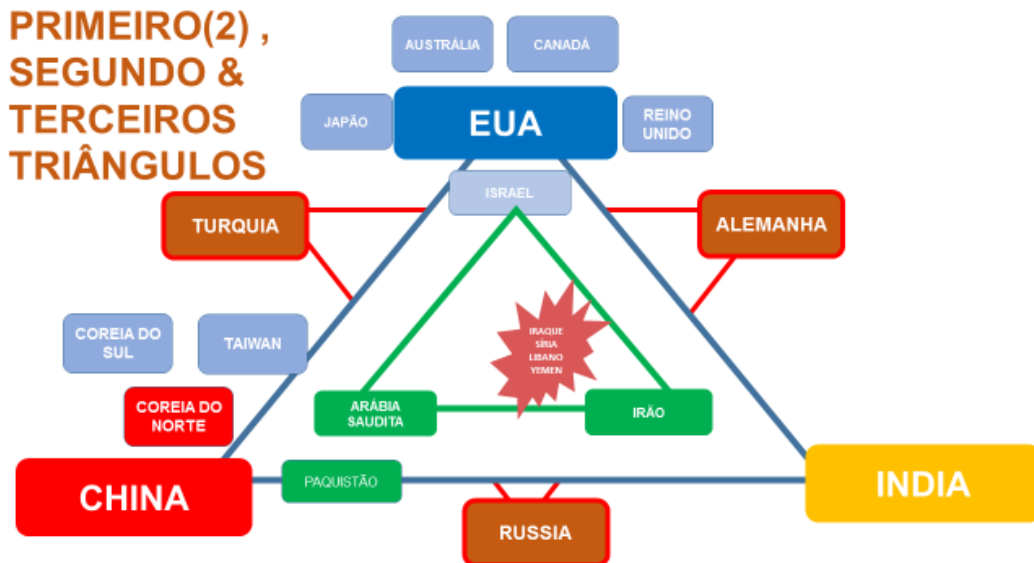 PRIMEIRO(2) ,
SEGUNDO &
TERCEIROS
TRIÂNGULOS
AUSTRÁLIA
CANADÁ
JAPÃO
EUA
REINO
UNIDO
ISRAEL
TURQUIA
ALEMANHA
COREIA DO
SUL
TAIWAN
IRAQUE
SÍRIA
LIBANO
YEMEN
COREIA DO
NORTE
ARÁBIA
SAUDITA
IRÃO
CHINA
PAQUISTÃO
INDIA
RUSSIA